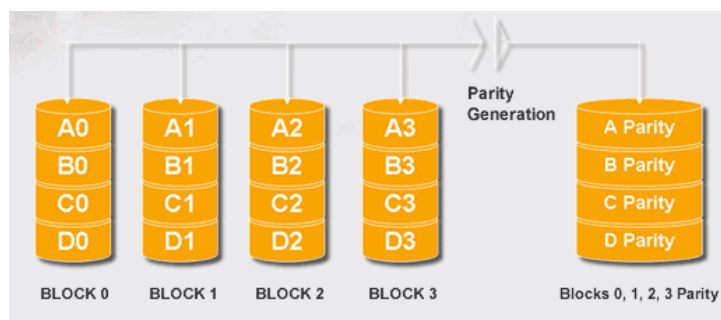 Parity
Generation
A0 A1 A2 A3 A Parity
B0 B1 B2 B3 B Parity
C0 C1 C2 C3 C Parity
D0 D1 D2 D3 D Parity
BLOCK 0 BLOCK 1 BLOCK 2 BLOCK 3 Blocks 0, 1, 2, 3 Parity